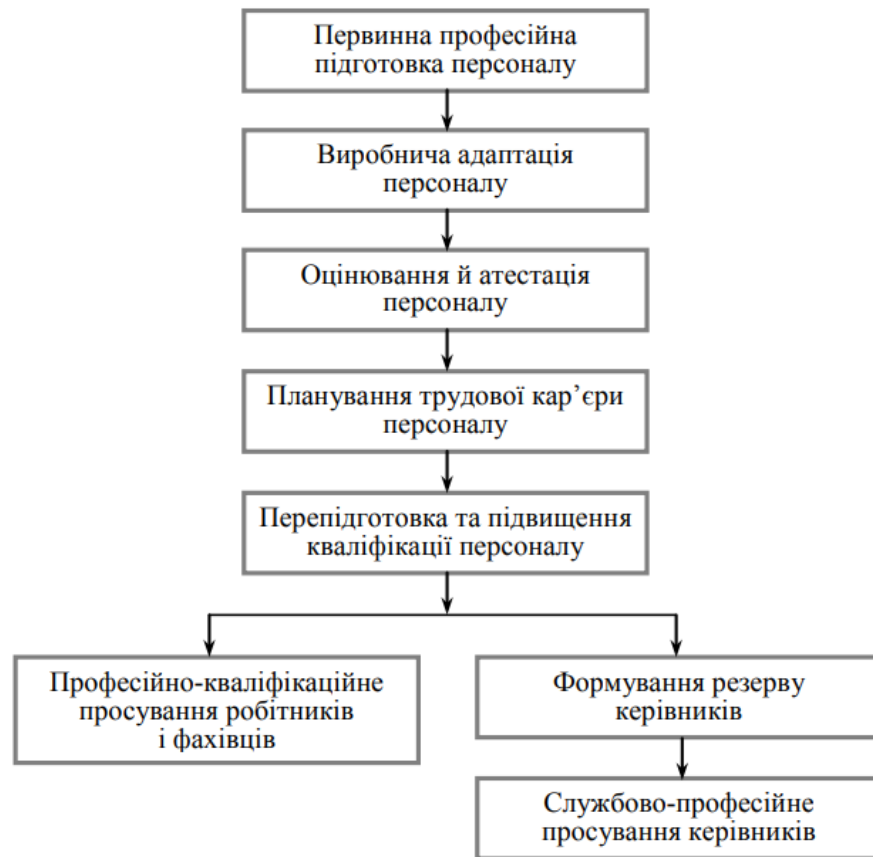 Первинна професійна
підготовка персоналу
Виробнича адаптація
персоналу
Оцінювання й атестація
персоналу
Планування трудової кар’єри
персоналу
Перепідготовка та підвищення
кваліфікації персоналу
Професійно-кваліфікаційне
просування робітників
і фахівців
Формування резерву
керівників
Службово-професійне
просування керівників